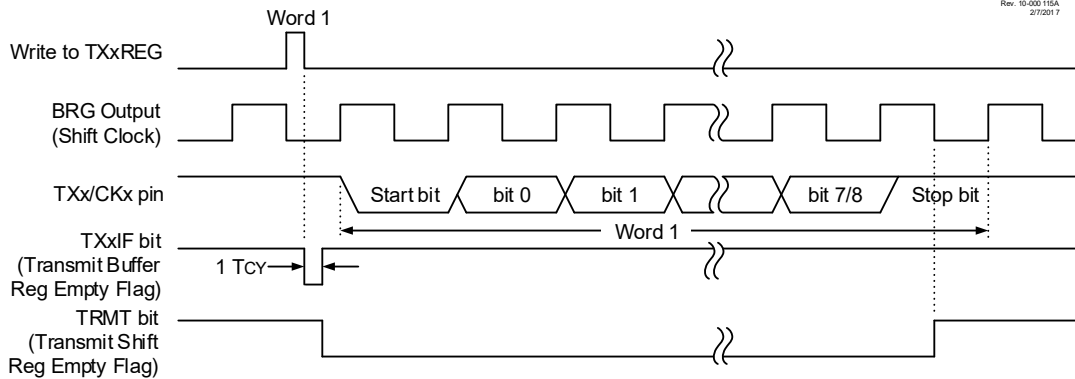 Rev. 10-000 115A
2/7/201 7
Word 1
Write to TXxREG
BRG Output
(Shift Clock)
TXx/CKx pin
Start bit
bit 0
bit 1
bit 7/8
Stop bit
Word 1
TXxIF bit
(Transmit Buffer
Reg Empty Flag)
1 TCY
TRMT bit
(Transmit Shift
Reg Empty Flag)